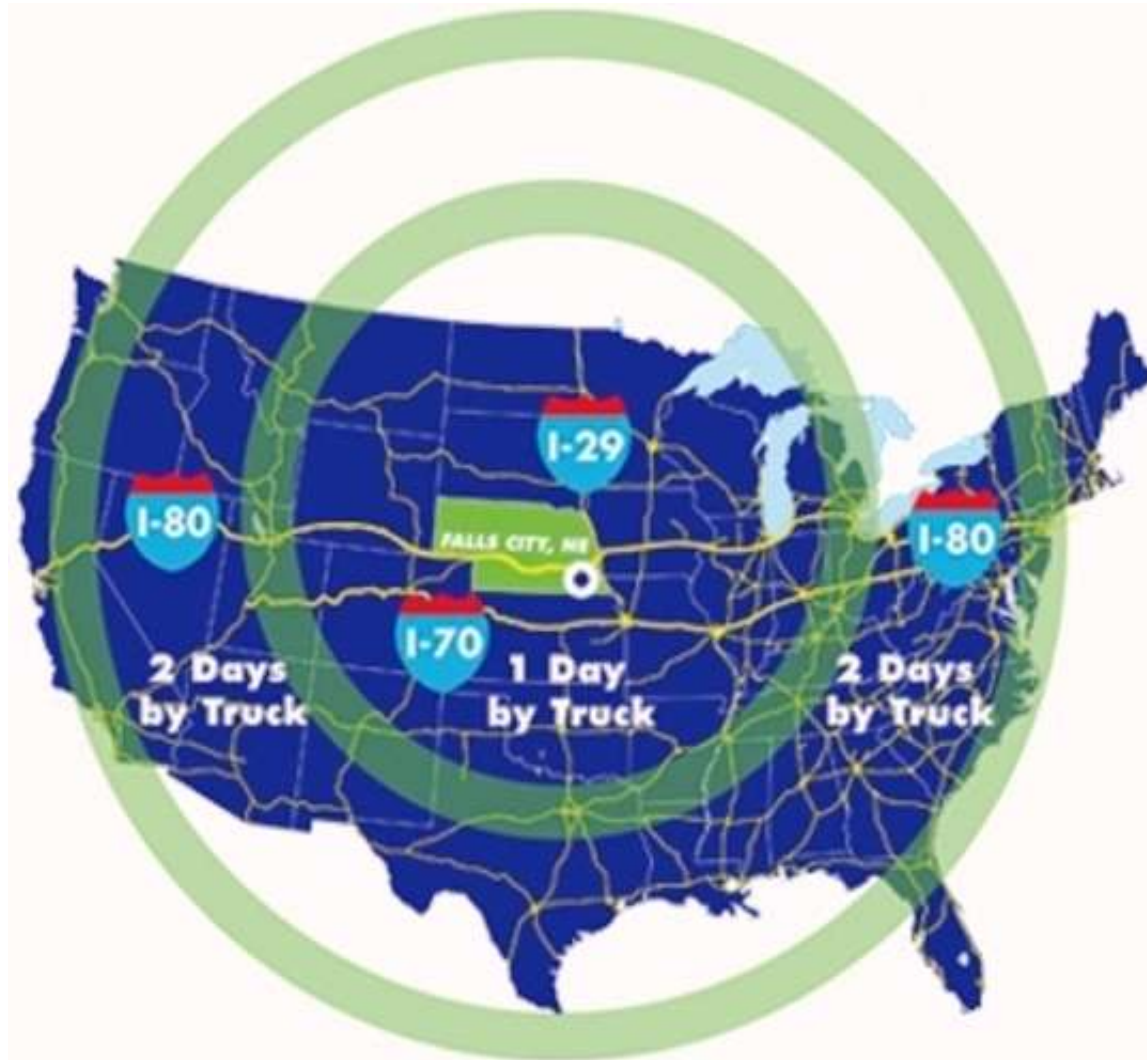 I-29
I-80
I-80
FALLS CITY, NE
I-70
2 Days
by Truck
1 Day
by Truck
2 Days
by Truck